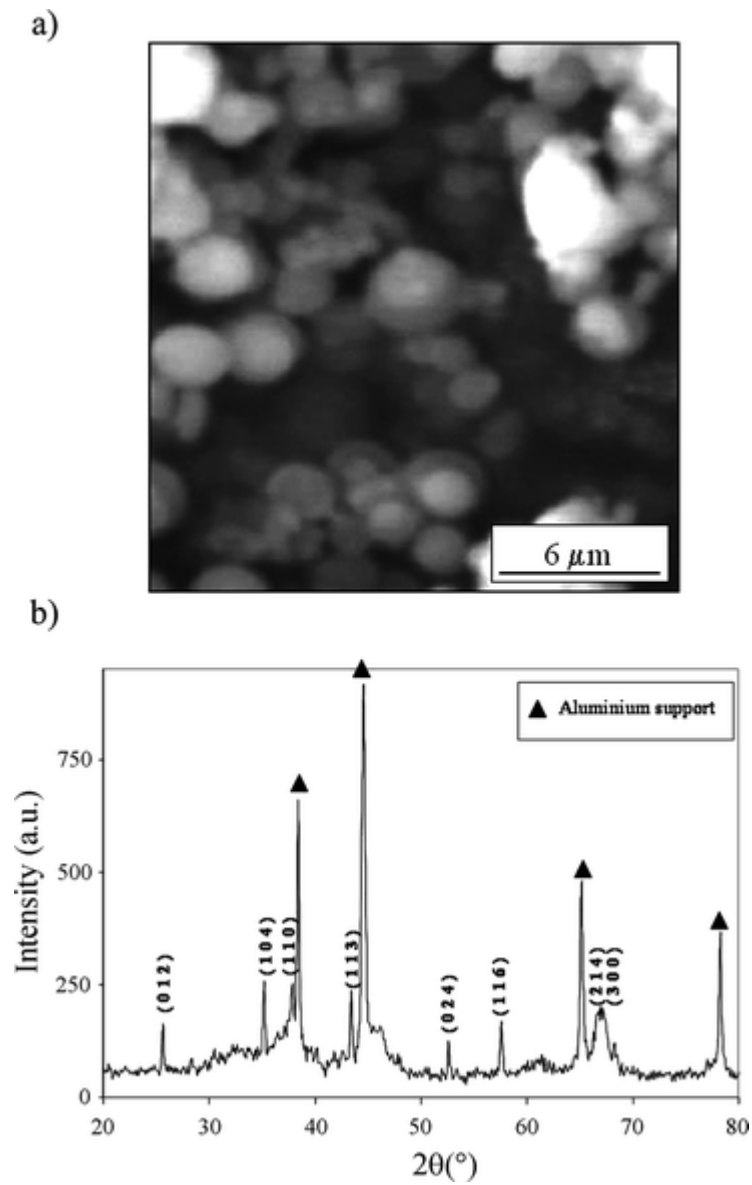 a)
6 μm
b)
▲ Aluminium support
Intensity (a.u.)
750
500
250
0
(012)
(104)
(110)
(113)
(024)
(116)
(214)
(300)
20 30 40 50 60 70 80
2θ(°)